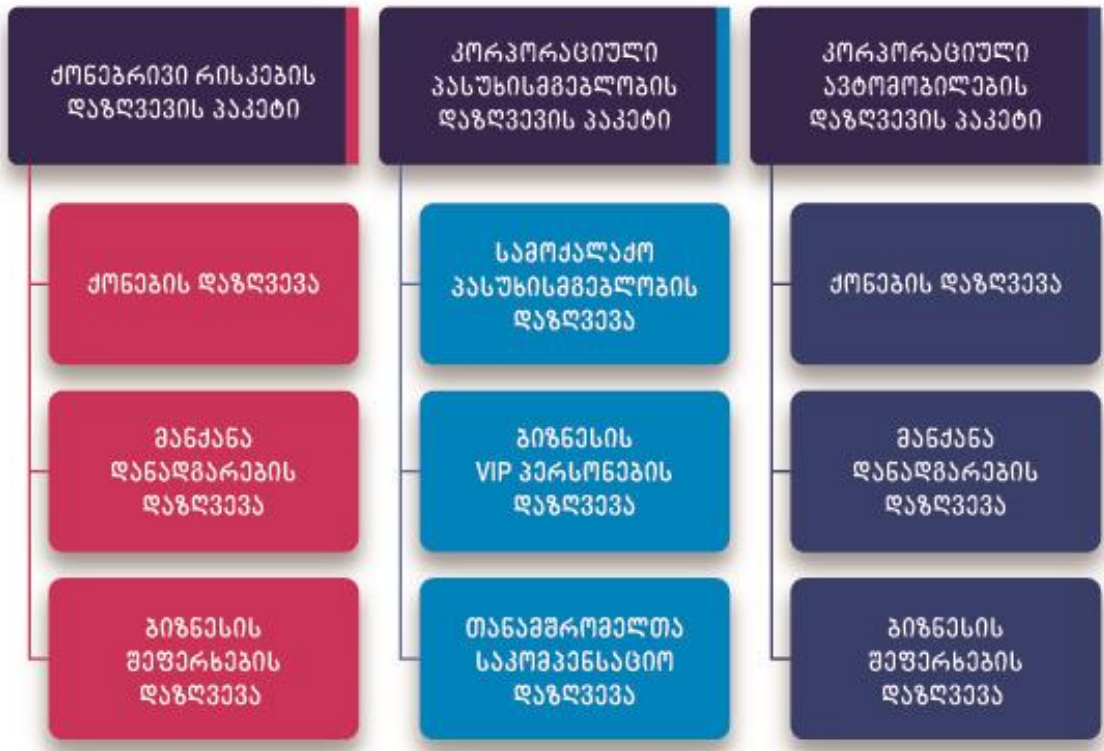 ქონებრივი რისკების
დაზღვევის პაკეტი
კორპორაციული
პასუხისმგებლობის
დაზღვევის პაკეტი
კორპორაციული
ავტომობილების
დაზღვევის პაკეტი
ქონების დაზღვევა
მანქანა
დანადგარების
დაზღვევა
ბიზნესის
შეფერხების
დაზღვევა
სამოქალაქო
პასუხისმგებლობის
დაზღვევა
ბიზნესის
VIP პერსონების
დაზღვევა
თანამშრომელთა
საკომპენსაციო
დაზღვევა
ქონების დაზღვევა
მანქანა
დანადგარების
დაზღვევა
ბიზნესის
შეფერხების
დაზღვევა